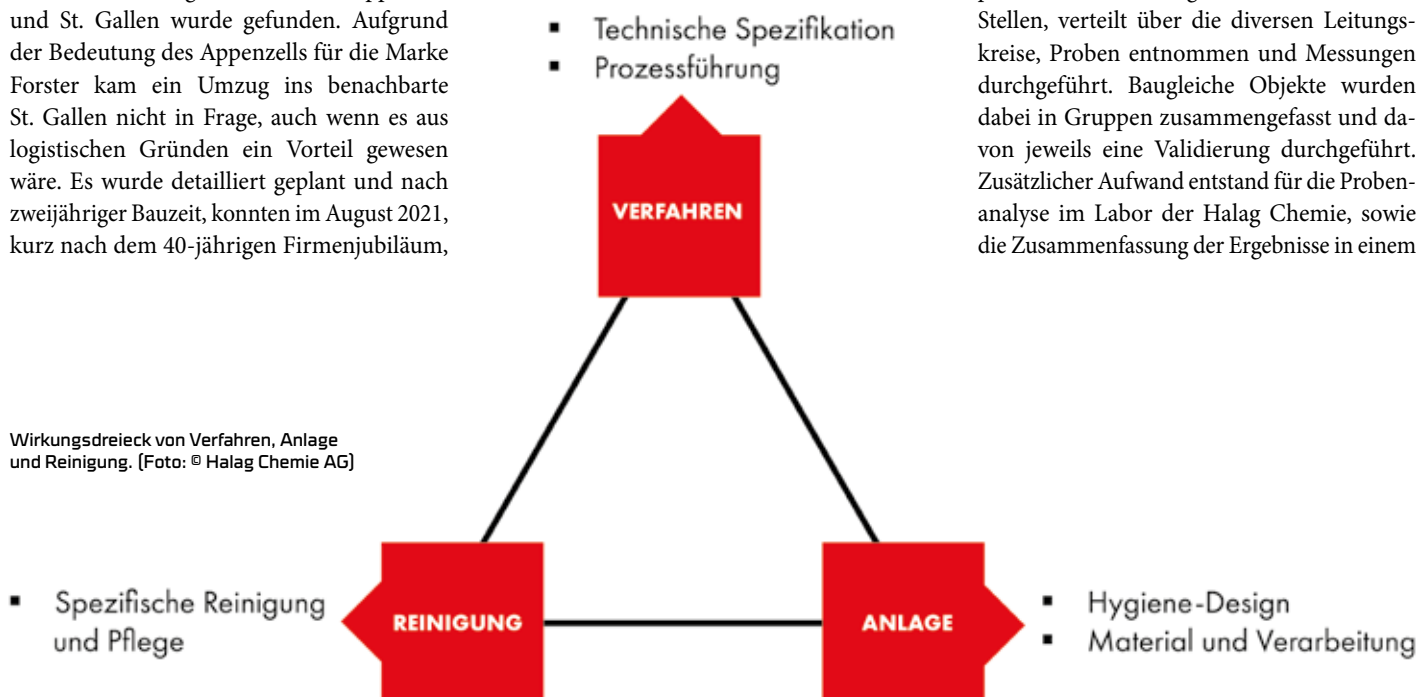 und St. Gallen wurde gefunden. Aufgrund
der Bedeutung des Appenzells für die Marke
Forster kam ein Umzug ins benachbarte
St. Gallen nicht in Frage, auch wenn es aus
logistischen Gründen ein Vorteil gewesen
wäre. Es wurde detailliert geplant und nach
zweijähriger Bauzeit, konnten im August 2021,
kurz nach dem 40-jährigen Firmenjubiläum,
Wirkungsdreieck von Verfahren, Anlage
und Reinigung. (Foto: © Halag Chemie AG)
▪ Technische Spezifikation
▪ Prozessführung
VERFAHREN
▪ Spezifische Reinigung
und Pflege
REINIGUNG
ANLAGE
▪ Hygiene-Design
▪ Material und Verarbeitung
Stellen, verteilt über die diversen Leitungs-
kreise, Proben entnommen und Messungen
durchgeführt. Baugleiche Objekte wurden
dabei in Gruppen zusammengefasst und da-
von jeweils eine Validierung durchgeführt.
Zusätzlicher Aufwand entstand für die Proben-
analyse im Labor der Halag Chemie, sowie
die Zusammenfassung der Ergebnisse in einem